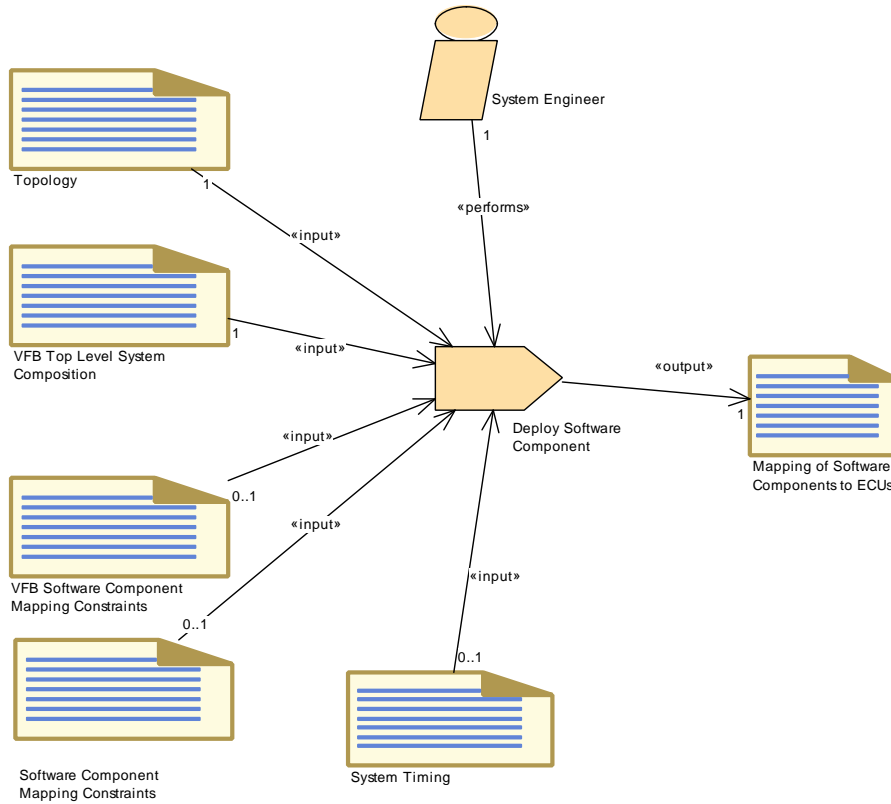 System Engineer
1
Topology
1
«performs»
«input»
VFB Top Level System
Composition
1
«input»
«output»
1
Deploy Software
Component
Mapping of Software
Components to ECUs
«input»
0..1
VFB Software Component
Mapping Constraints
«input»
0..1
Software Component
Mapping Constraints
«input»
0..1
System Timing